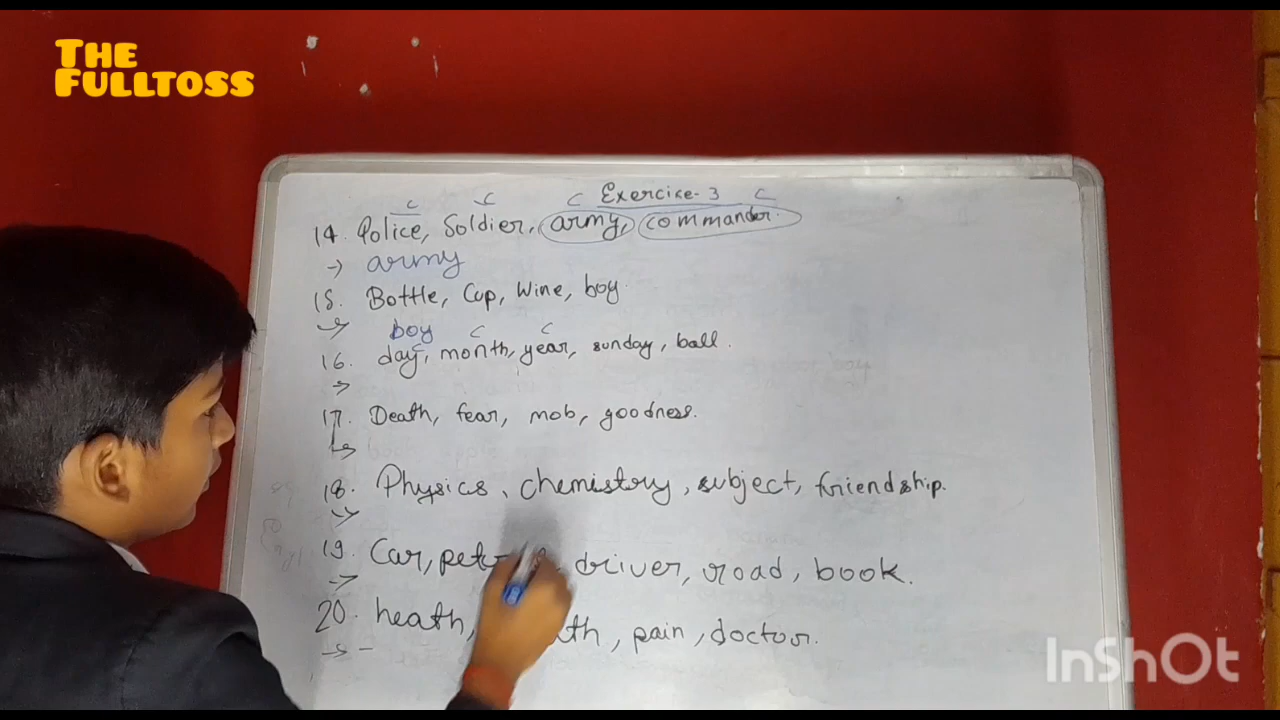 THE
FULLTOSS
Exercise-3
c c c c
14. Police, Soldier, army, commander.
→ army
15. Bottle, Cup, Wine, boy.
→ boy c c
16. day, month, year, sunday, ball.
→
17. Death, fear, mob, goodness.
18. Physics, chemistry, subject, friendship.
→
19. Car, driver, road, book.
→
20. heath, pain, doctor.
→ -
InShOt